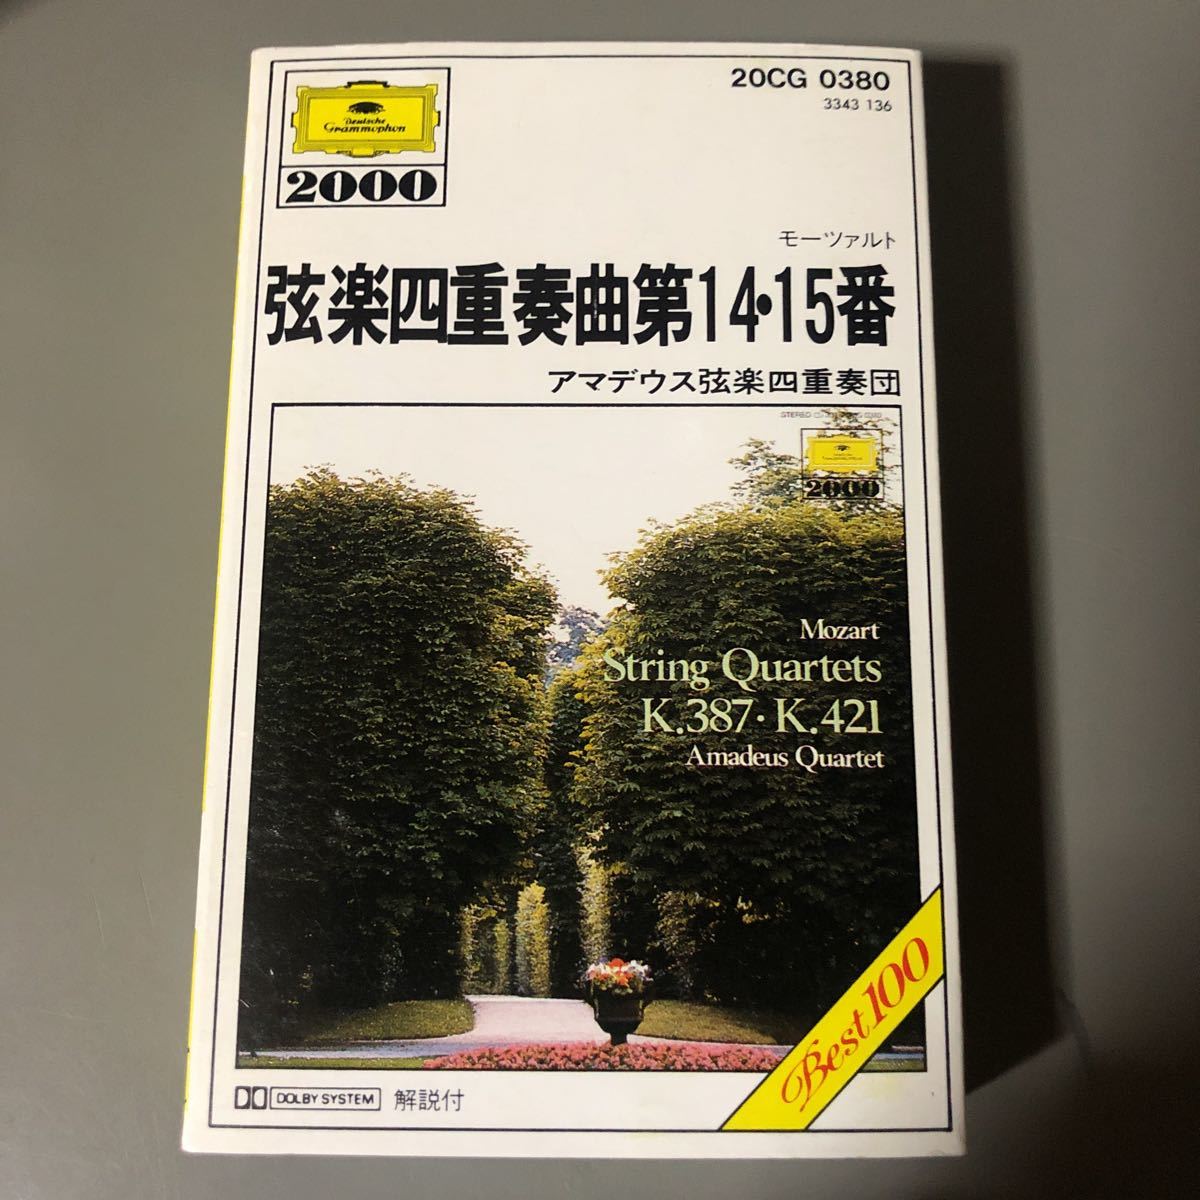 Deutsche
Grammophon
2000
20CG 0380
3343 136
モーツァルト
弦楽四重奏曲第14・15番
アマデウス弦楽四重奏団
STEREO
2000
Mozart
String Quartets
K.387・K.421
Amadeus Quartet
Best100
DOLBY SYSTEM 解説付